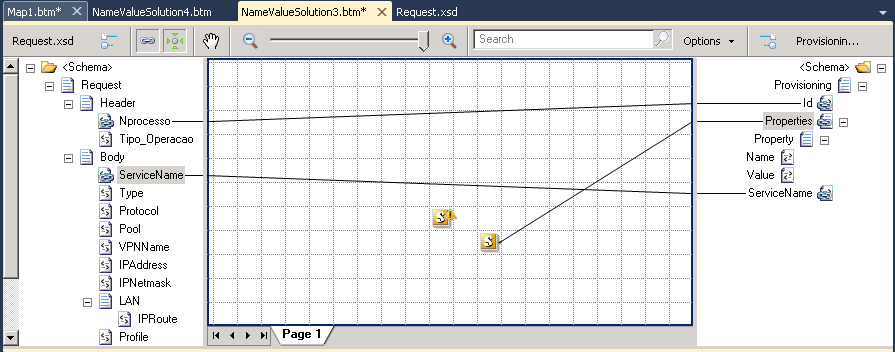 Map1.btm* NameValueSolution4.btm NameValueSolution3.btm* Request.xsd
Request.xsd Search Options Provisionin...
<Schema> <Schema>
Request Provisioning
Header Id
Nprocesso Properties
Tipo_Operacao Property
Body Name
ServiceName Value
Type ServiceName
Protocol
Pool
VPNName
IPAddress
IPNetmask
LAN
IPRoute
Profile
Page 1